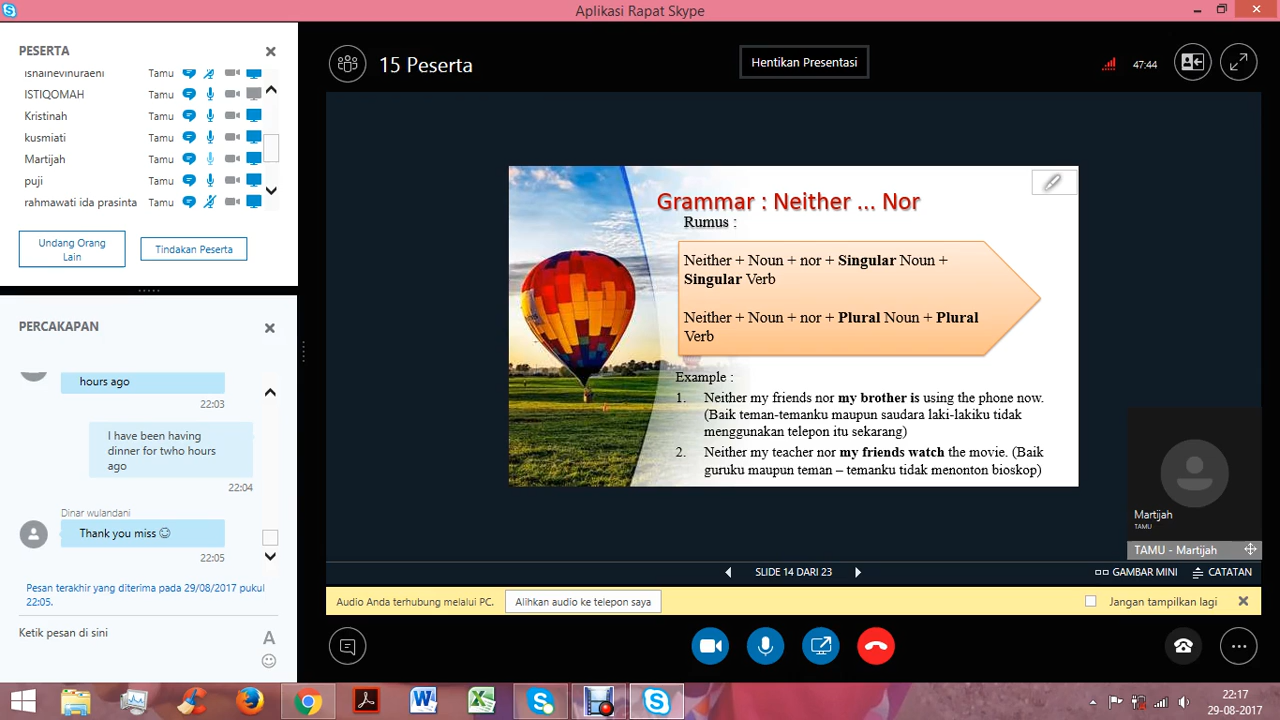 Aplikasi Rapat Skype
PESERTA
isnainevinuraeni Tamu
ISTIQOMAH Tamu
Kristinah Tamu
kusmiati Tamu
Martijah Tamu
puji Tamu
rahmawati ida prasinta Tamu
Undang Orang
Lain
Tindakan Peserta
PERCAKAPAN
hours ago
22:03
I have been having
dinner for twho hours
ago
22:04
Dinar wulandani
Thank you miss
22:05
Pesan terakhir yang diterima pada 29/08/2017 pukul
22:05.
Ketik pesan di sini
A
15 Peserta
Hentikan Presentasi
47:44
Grammar : Neither ... Nor
Rumus :
Neither + Noun + nor + Singular Noun +
Singular Verb
Neither + Noun + nor + Plural Noun + Plural
Verb
Example :
1. Neither my friends nor my brother is using the phone now.
(Baik teman-temanku maupun saudara laki-lakiku tidak
menggunakan telepon itu sekarang)
2. Neither my teacher nor my friends watch the movie. (Baik
guruku maupun teman – temanku tidak menonton bioskop)
Martijah
TAMU
TAMU - Martijah
SLIDE 14 DARI 23
GAMBAR MINI
CATATAN
Audio Anda terhubung melalui PC.
Alihkan audio ke telepon saya
Jangan tampilkan lagi
22:17
29-08-2017